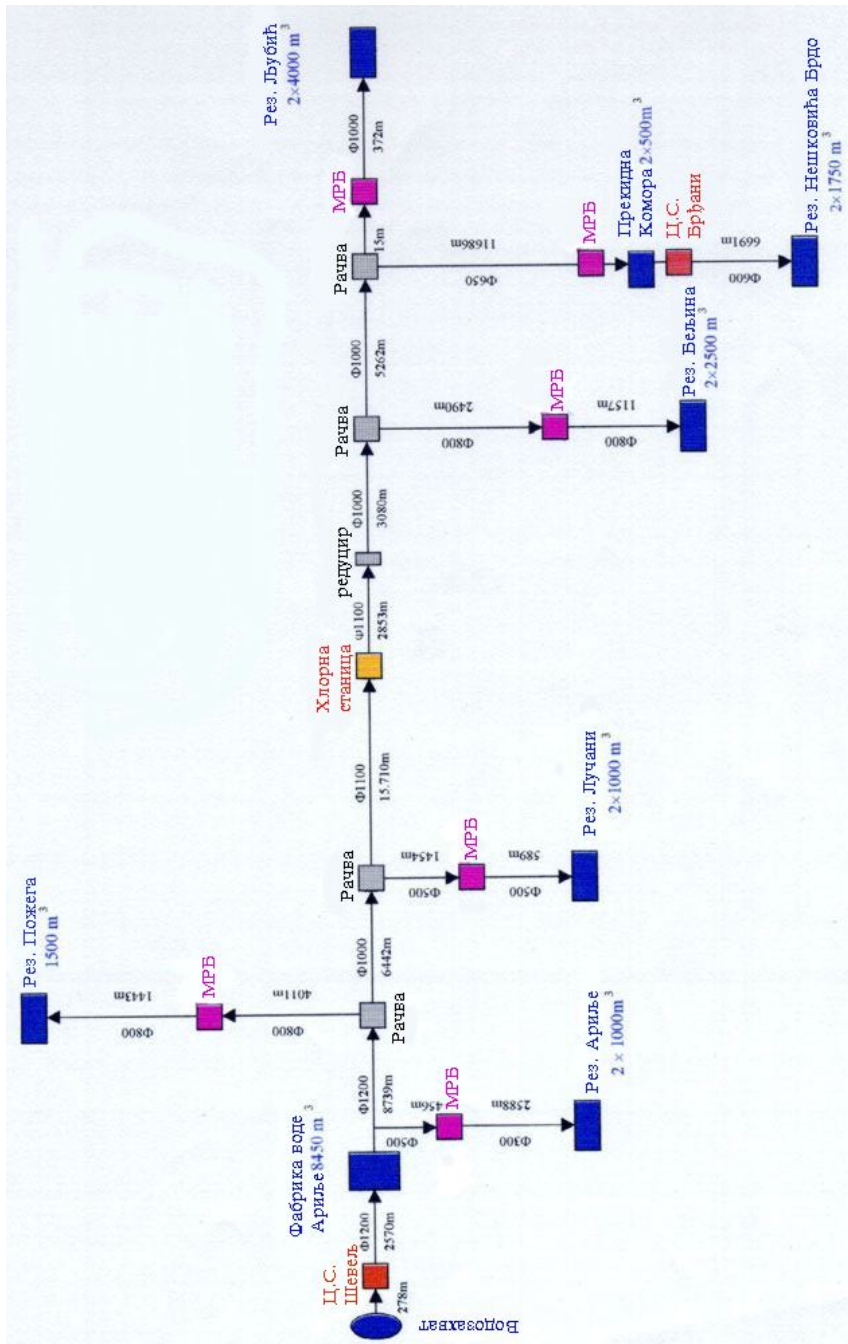 Водозахват
278m
Ц.С.
Шевељ
Ф1200
2570m
Фабрика воде
Ариље 8450 m³
Ф500
456m
МРБ
Ф300
2588m
Рез. Ариље
2 × 1000m³
Ф1200
8739m
Рачва
Ф800
4011m
МРБ
Ф800
1443m
Рез. Пожега
1500 m³
Ф1000
6442m
Рачва
Ф500
1454m
МРБ
Ф500
589m
Рез. Лучани
2×1000 m³
Ф1100
15.710m
Хлорна
станица
Ф1100
2853m
редуцир
Ф1000
3080m
Рачва
Ф800
2490m
МРБ
Ф800
1157m
Рез. Бељина
2×2500 m³
Ф1000
5262m
Рачва
Ф650
11686m
МРБ
Прекидна
Комора 2×500m³
Ц.С.
Брђани
Ф600
6691m
Рез. Нешковића Брдо
2×1750 m³
15m
МРБ
Ф1000
372m
Рез. Љубић
2×4000 m³